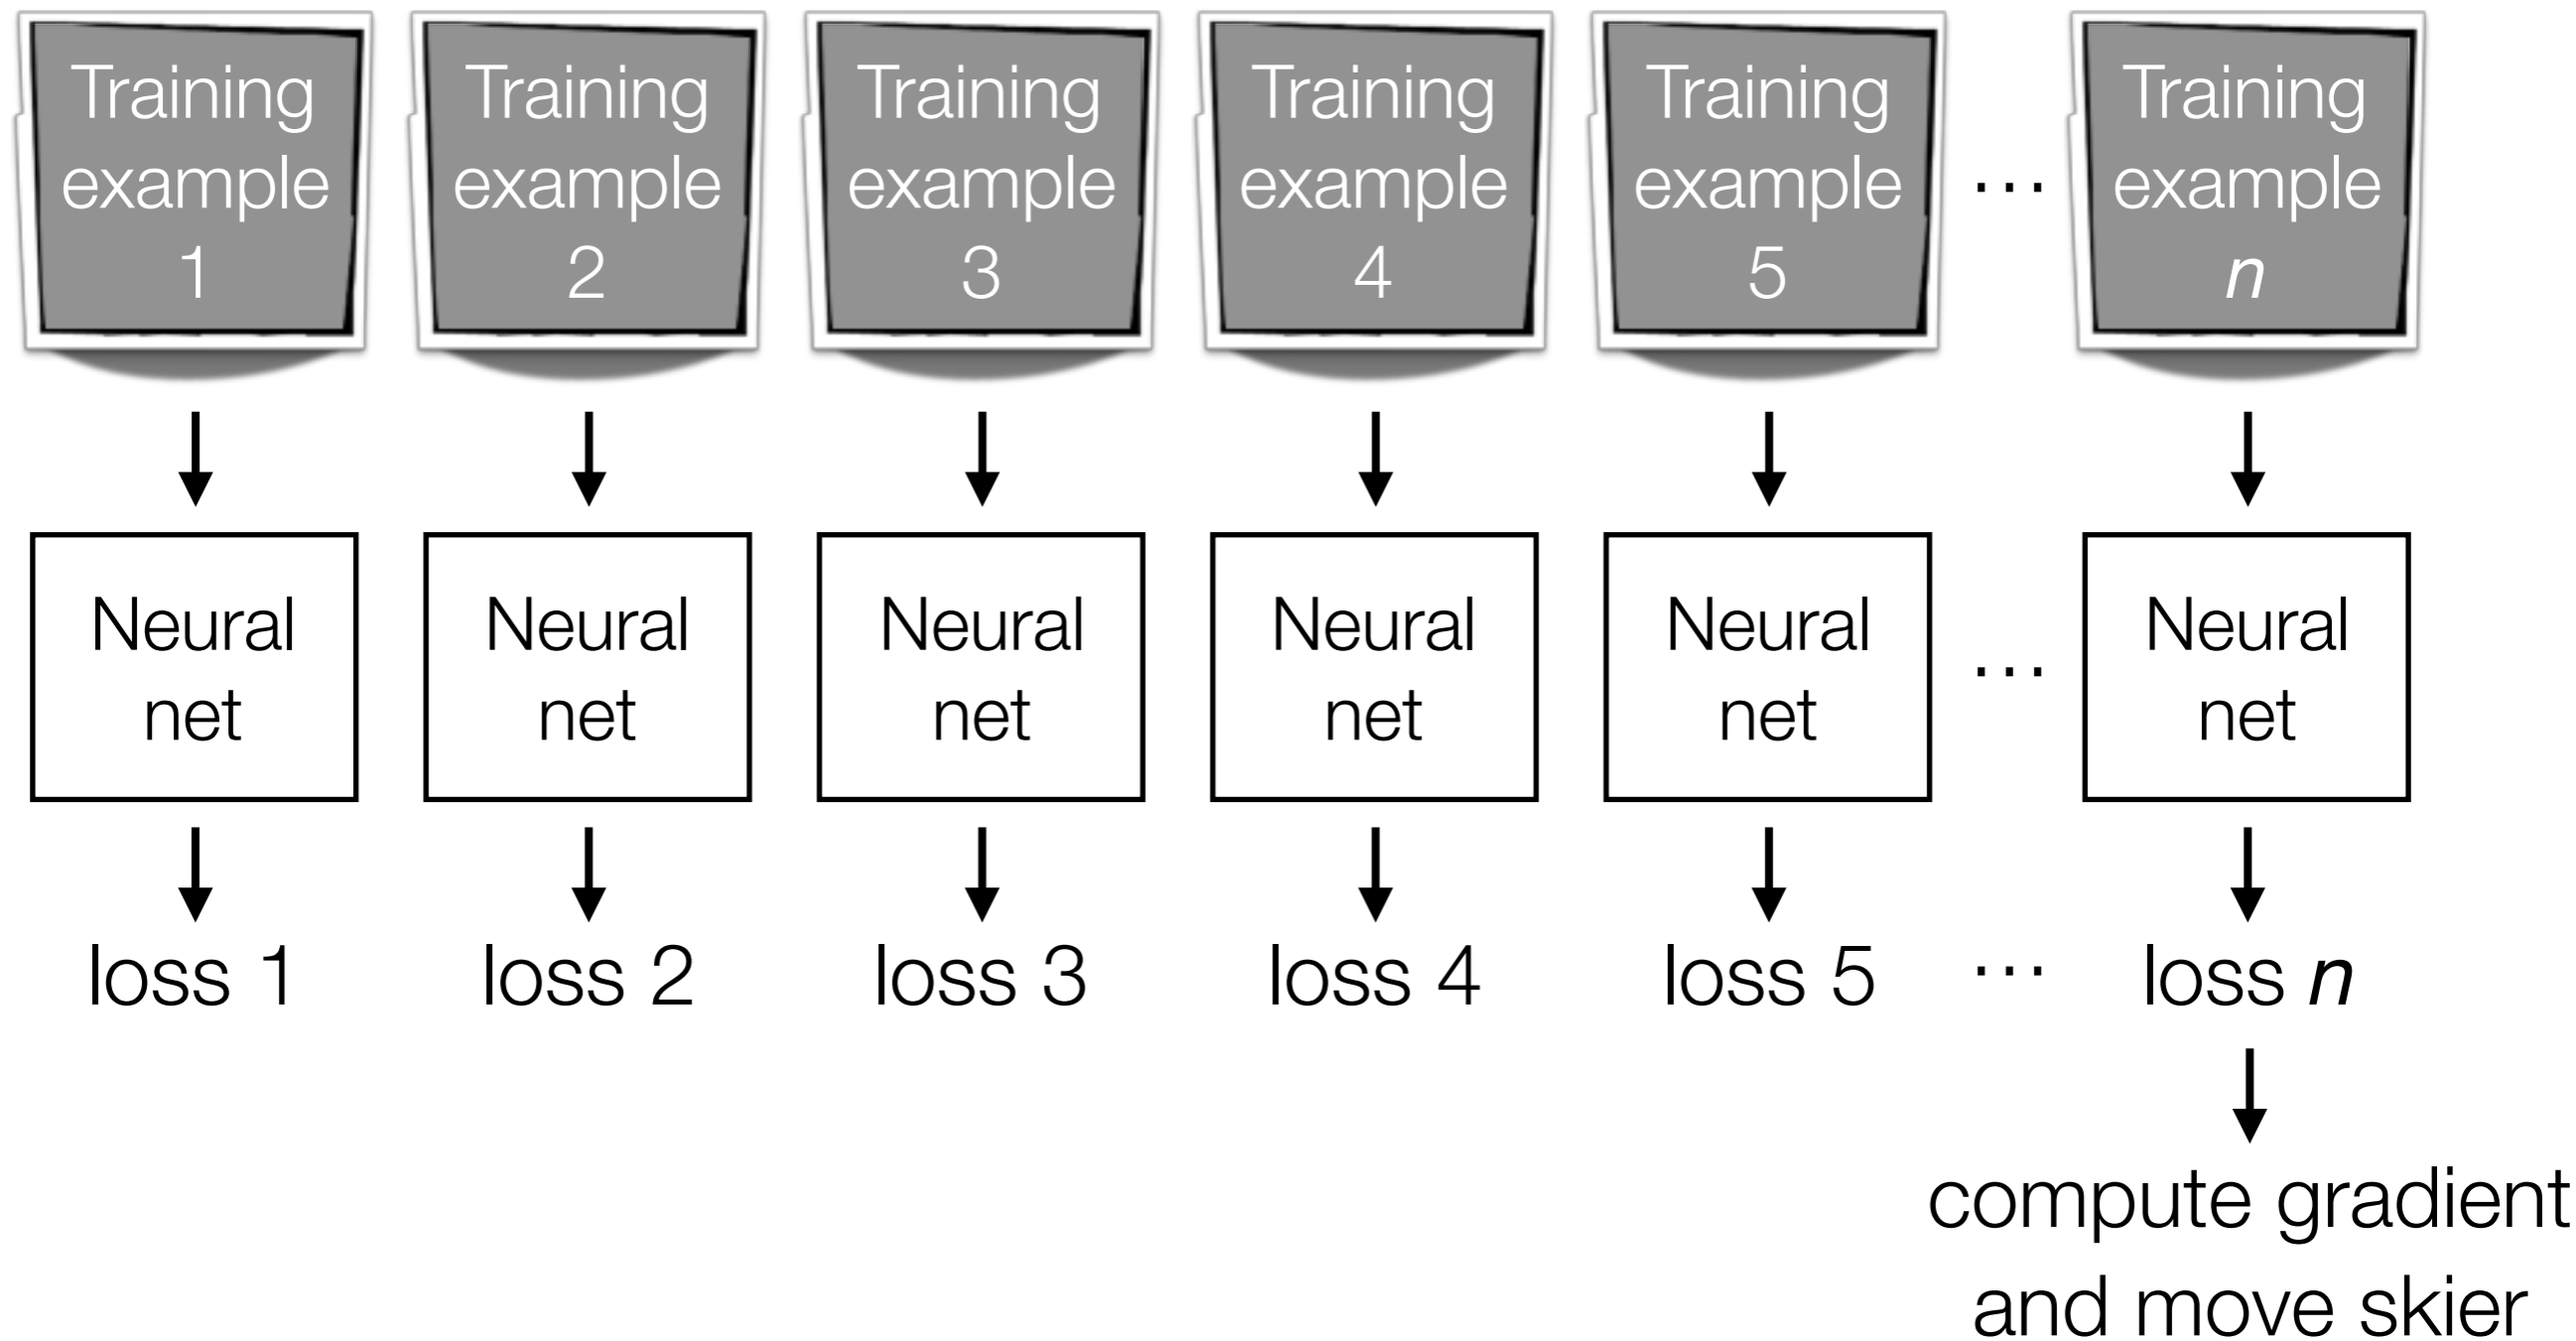 Training
example
1
Training
example
2
Training
example
3
Training
example
4
Training
example
5
...
Training
example
n
Neural
net
Neural
net
Neural
net
Neural
net
Neural
net
...
Neural
net
loss 1
loss 2
loss 3
loss 4
loss 5
...
loss n
compute gradient
and move skier